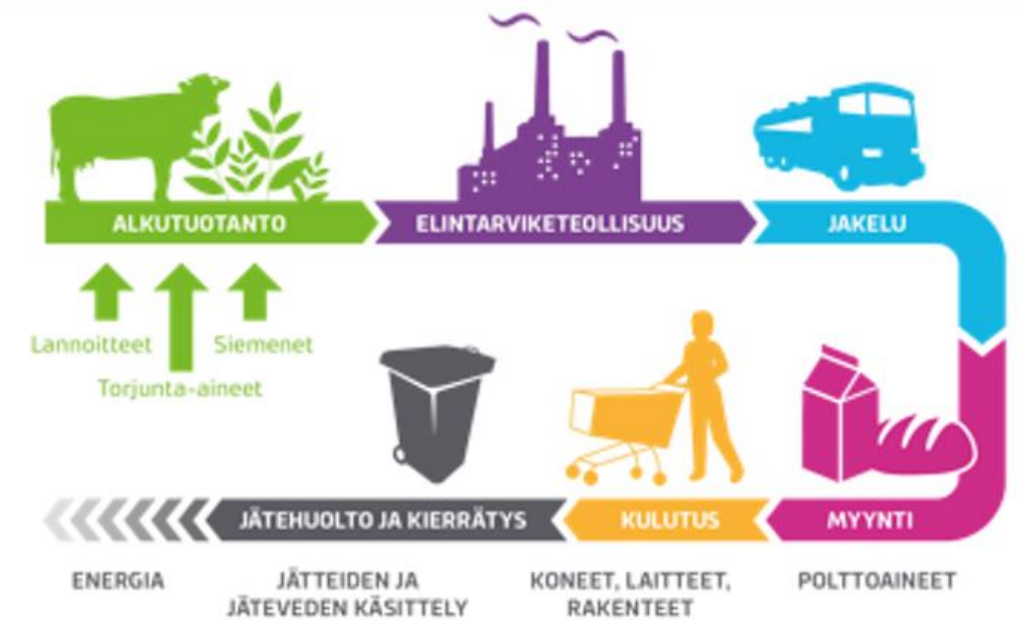 ALKUTUOTANTO
ELINTARVIKETEOLLISUUS
JAKELU
Lannoitteet
Siemenet
Torjunta-aineet
JÄTEHUOLTO JA KIERRÄTYS
KULUTUS
MYYNTI
ENERGIA
JÄTTEIDEN JA
JÄTEVEDEN KÄSITTELY
KONEET, LAITTEET,
RAKENTEET
POLTTOAINEET